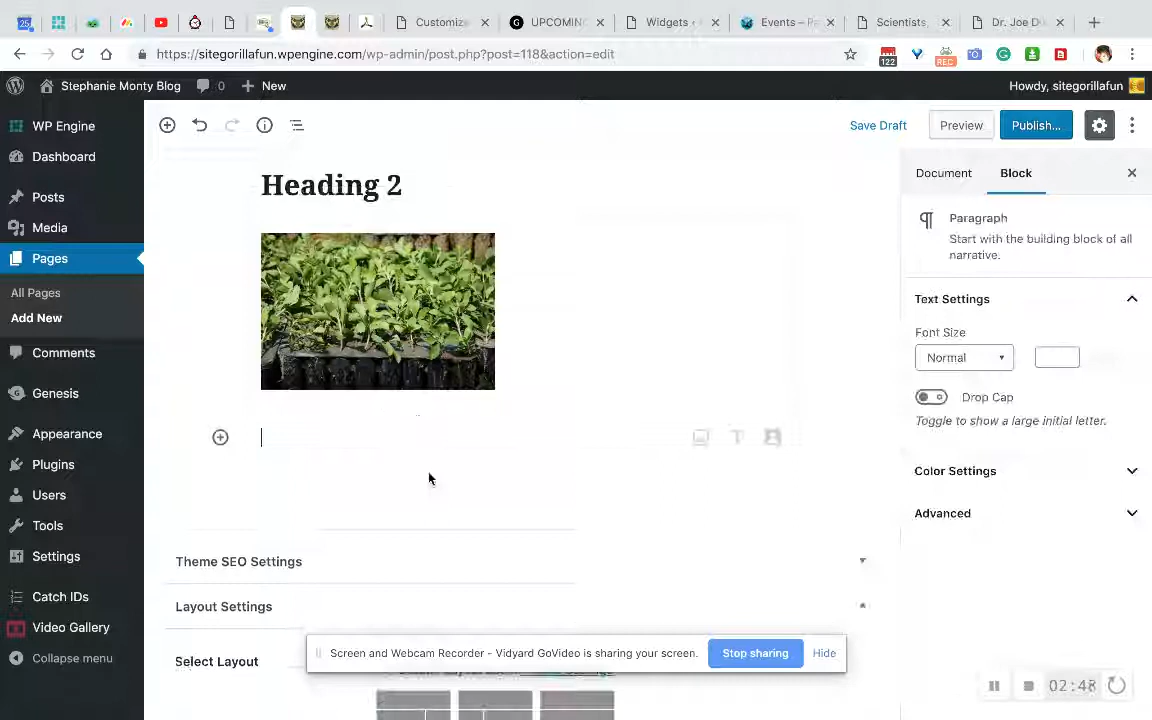 Customize
UPCOMING
Widgets ‹
Events – Pa
Scientists,
Dr. Joe D
https://sitegorillafun.wpengine.com/wp-admin/post.php?post=118&action=edit
122
REC
Stephanie Monty Blog
0
New
Howdy, sitegorillafun
WP Engine
Dashboard
Posts
Media
Pages
All Pages
Add New
Comments
Genesis
Appearance
Plugins
Users
Tools
Settings
Catch IDs
Video Gallery
Collapse menu
Save Draft
Preview
Publish...
Heading 2
Theme SEO Settings
Layout Settings
Select Layout
Document
Block
Paragraph
Start with the building block of all
narrative.
Text Settings
Font Size
Normal
Drop Cap
Toggle to show a large initial letter.
Color Settings
Advanced
Screen and Webcam Recorder - Vidyard GoVideo is sharing your screen.
Stop sharing
Hide
02:48